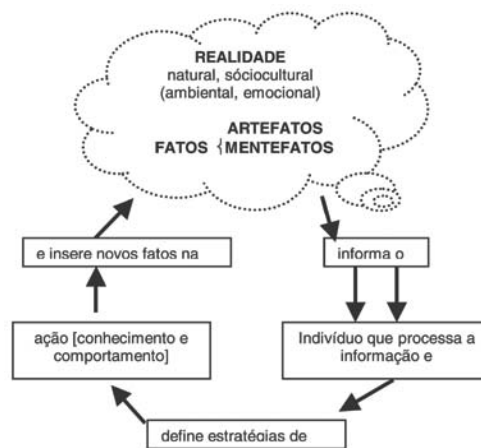 REALIDADE
natural, sóciocultural
(ambiental, emocional)
ARTEFATOS
FATOS { MENTEFATOS
informa o
Indivíduo que processa a
informação e
define estratégias de
ação [conhecimento e
comportamento]
e insere novos fatos na